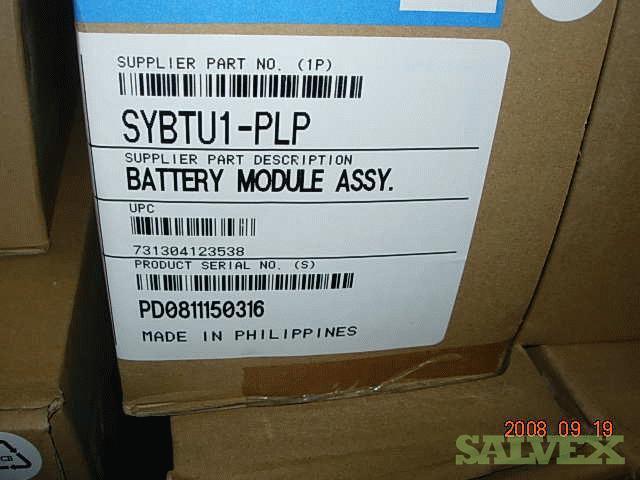 SUPPLIER PART NO. (1P)
SYBTU1-PLP
SUPPLIER PART DESCRIPTION
BATTERY MODULE ASSY.
UPC
731304123538
PRODUCT SERIAL NO. (S)
PD0811150316
MADE IN PHILIPPINES
2008 09 19
SALVEX
CB